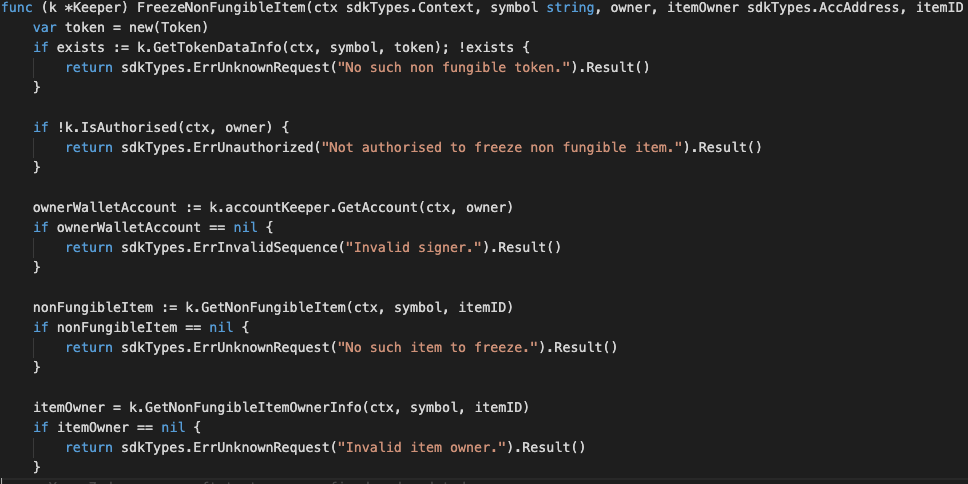 func (k *Keeper) FreezeNonFungibleItem(ctx sdkTypes.Context, symbol string, owner, itemOwner sdkTypes.AccAddress, itemID
    var token = new(Token)
    if exists := k.GetTokenDataInfo(ctx, symbol, token); !exists {
        return sdkTypes.ErrUnknownRequest("No such non fungible token.").Result()
    }

    if !k.IsAuthorised(ctx, owner) {
        return sdkTypes.ErrUnauthorized("Not authorised to freeze non fungible item.").Result()
    }

    ownerWalletAccount := k.accountKeeper.GetAccount(ctx, owner)
    if ownerWalletAccount == nil {
        return sdkTypes.ErrInvalidSequence("Invalid signer.").Result()
    }

    nonFungibleItem := k.GetNonFungibleItem(ctx, symbol, itemID)
    if nonFungibleItem == nil {
        return sdkTypes.ErrUnknownRequest("No such item to freeze.").Result()
    }

    itemOwner = k.GetNonFungibleItemOwnerInfo(ctx, symbol, itemID)
    if itemOwner == nil {
        return sdkTypes.ErrUnknownRequest("Invalid item owner.").Result()
    }